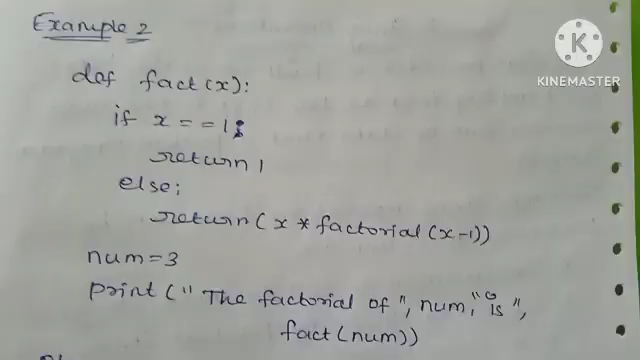 Example 2
KINEMASTER
def fact(x):
if x==1:
return 1
else:
return(x*factorial(x-1))
num=3
print("The factorial of", num, "is",
fact(num))